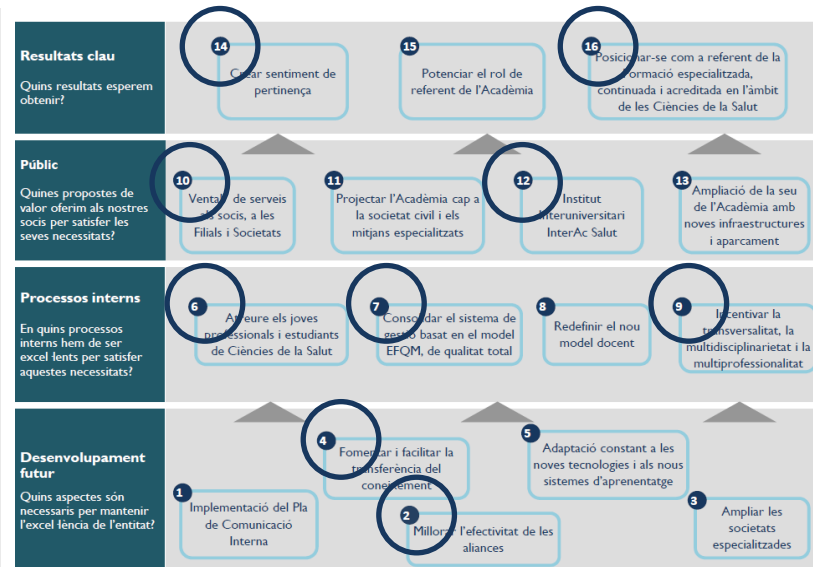 Resultats clau
Quins resultats esperem
obtenir?
14
Crear sentiment de
pertinença
15
Potenciar el rol de
referent de l'Acadèmia
16
Posicionar-se com a referent de la
Formació especialitzada,
continuada i acreditada en l'àmbit
de les Ciències de la Salut
Públic
Quines propostes de
valor oferim als nostres
socis per satisfer les
seves necessitats?
10
de serveis
als socis, a les
Filials i Societats
11
Projectar l'Acadèmia cap a
la societat civil i els
mitjans especialitzats
12
Institut
Interuniversitari
InterAc Salut
13
Ampliació de la seu
de l'Acadèmia amb
noves infraestructures
i aparcament
Processos interns
En quins processos
interns hem de ser
excel·lents per satisfer
aquestes necessitats?
6
Atreure els joves
professionals i estudiants
de Ciències de la Salut
7
Consolidar el sistema de
gestió basat en el model
EFQM, de qualitat total
8
Redefinir el nou
model docent
9
Incentivar la
transversalitat, la
multidisciplinarietat i la
multiprofessionalitat
Desenvolupament
futur
Quins aspectes són
necessaris per mantenir
l'excel·lència de l'entitat?
1
Implementació del Pla
de Comunicació
Interna
4
Fomentar i facilitar la
transferència del
coneixement
2
Millorar l'efectivitat de les
aliances
5
Adaptació constant a les
noves tecnologies i als nous
sistemes d'aprenentatge
3
Ampliar les
societats
especialitzades